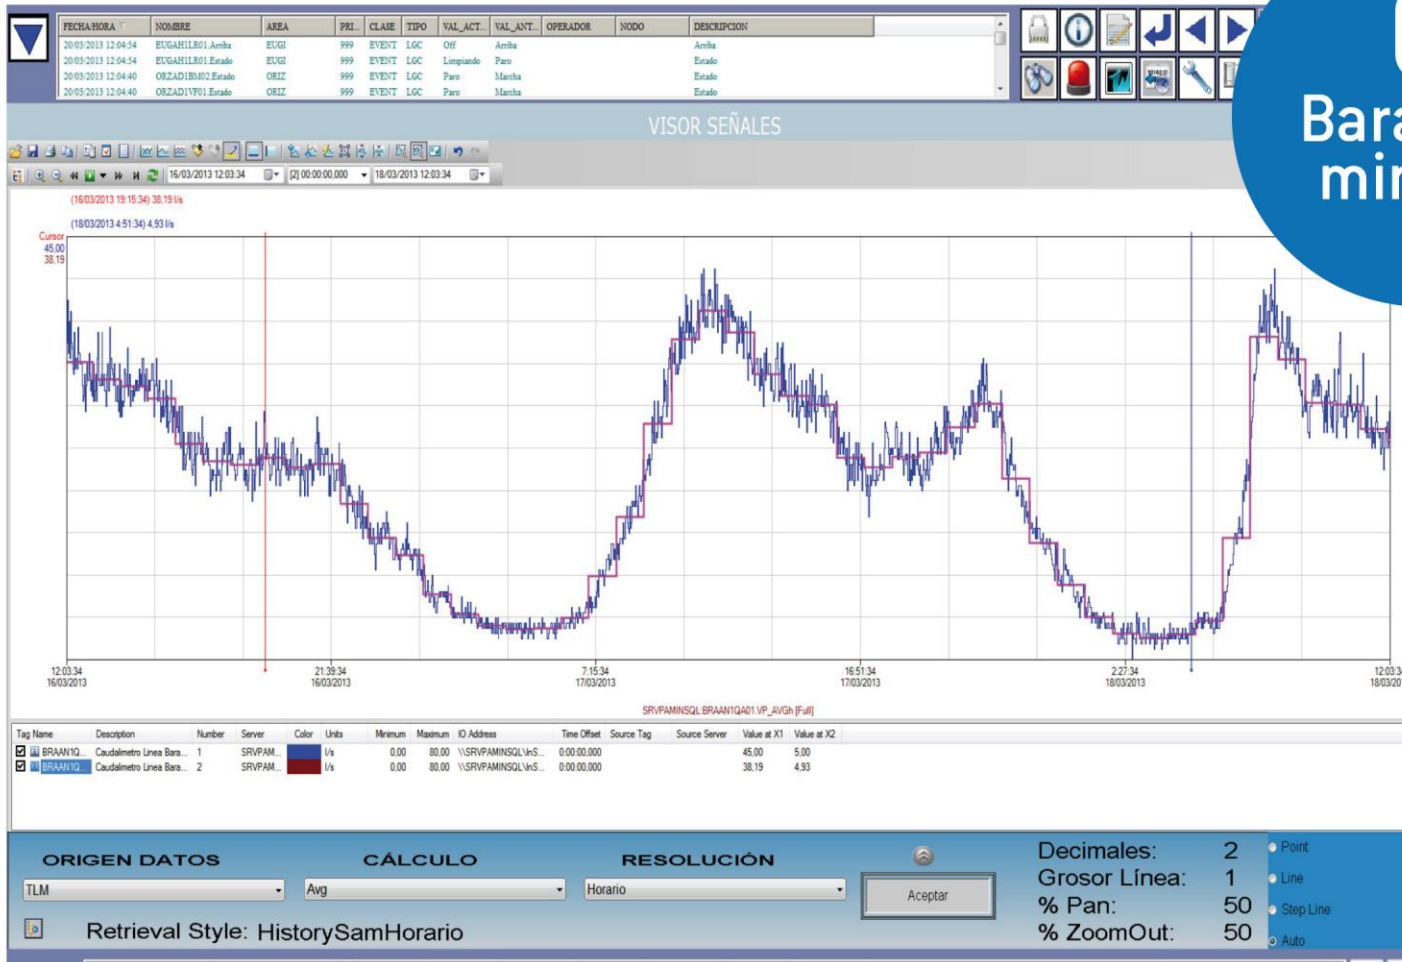 FECHA/HORA NOMBRE AREA PRI... CLASE TIPO VAL_ACT... VAL_ANT... OPERADOR NODO DESCRIPCION
20/03/2013 12:04:54 EUGAH1LR01.Arriba EUGI 999 EVENT LGC Off Arriba Arriba
20/03/2013 12:04:54 EUGAH1LR01.Estado EUGI 999 EVENT LGC Limpiando Paro Estado
20/03/2013 12:04:40 ORZAD1BM02.Estado ORIZ 999 EVENT LGC Paro Marcha Estado
20/03/2013 12:04:40 ORZAD1VF01.Estado ORIZ 999 EVENT LGC Paro Marcha Estado
Bara
min
VISOR SEÑALES
16/03/2013 12:03:34 [2] 00:00:00,000 18/03/2013 12:03:34
(16/03/2013 19:15:34) 38,19 l/s
(18/03/2013 4:51:34) 4,93 l/s
Cursor
45,00
38,19
12:03:34 21:39:34 7:15:34 16:51:34 2:27:34 12:03:3
16/03/2013 16/03/2013 17/03/2013 17/03/2013 18/03/2013 18/03/20
SRVPAMINSQL:BRAAN1QA01.VP_AVGh [Full]
Tag Name Description Number Server Color Units Minimum Maximum IO Address Time Offset Source Tag Source Server Value at X1 Value at X2
BRAAN1Q... Caudalimetro Linea Bara... 1 SRVPAM... l/s 0,00 80,00 \\SRVPAMINSQL\InS... 0:00:00,000 45,00 5,00
BRAAN1Q... Caudalimetro Linea Bara... 2 SRVPAM... l/s 0,00 80,00 \\SRVPAMINSQL\InS... 0:00:00,000 38,19 4,93
ORIGEN DATOS CÁLCULO RESOLUCIÓN
TLM Avg Horario Aceptar
Retrieval Style: HistorySamHorario
Decimales: 2
Grosor Línea: 1
% Pan: 50
% ZoomOut: 50
Point
Line
Step Line
Auto